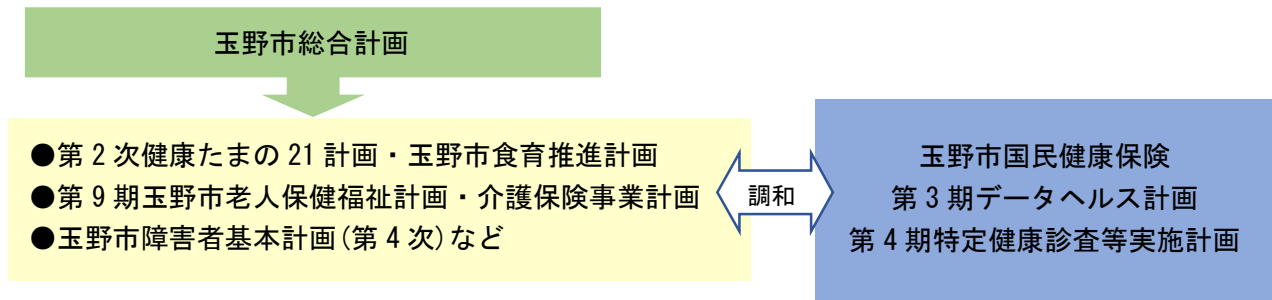 玉野市総合計画
●第2次健康たまの21計画・玉野市食育推進計画
●第9期玉野市老人保健福祉計画・介護保険事業計画
●玉野市障害者基本計画(第4次)など
調和
玉野市国民健康保険
第3期データヘルス計画
第4期特定健康診査等実施計画